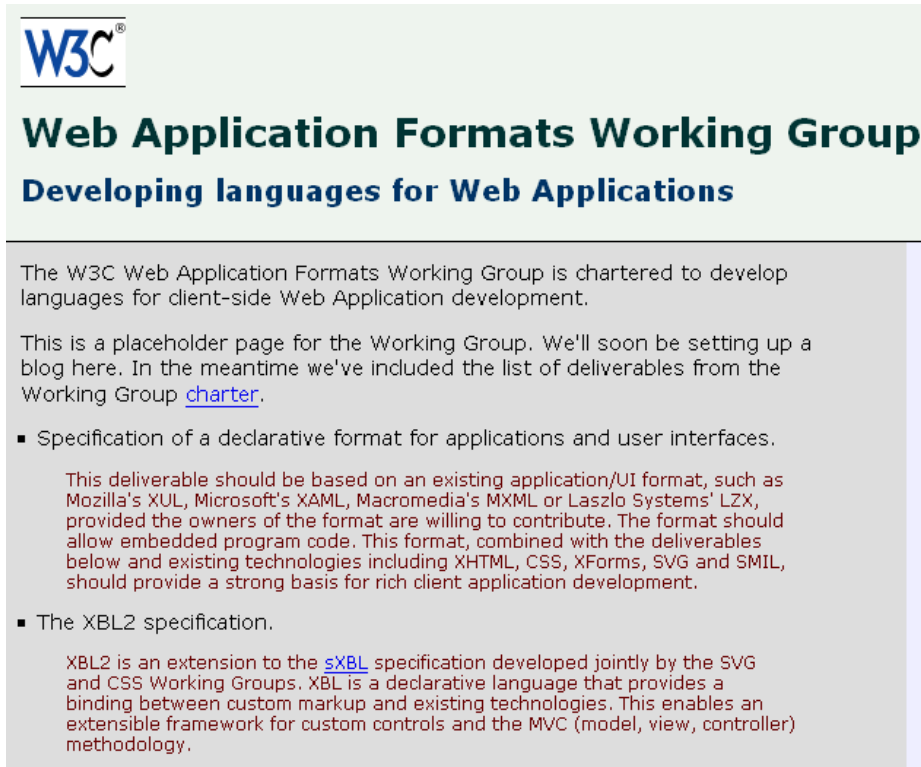 W3C®
Web Application Formats Working Group
Developing languages for Web Applications
The W3C Web Application Formats Working Group is chartered to develop
languages for client-side Web Application development.
This is a placeholder page for the Working Group. We'll soon be setting up a
blog here. In the meantime we've included the list of deliverables from the
Working Group charter.
▪ Specification of a declarative format for applications and user interfaces.
This deliverable should be based on an existing application/UI format, such as
Mozilla's XUL, Microsoft's XAML, Macromedia's MXML or Laszlo Systems' LZX,
provided the owners of the format are willing to contribute. The format should
allow embedded program code. This format, combined with the deliverables
below and existing technologies including XHTML, CSS, XForms, SVG and SMIL,
should provide a strong basis for rich client application development.
▪ The XBL2 specification.
XBL2 is an extension to the sXBL specification developed jointly by the SVG
and CSS Working Groups. XBL is a declarative language that provides a
binding between custom markup and existing technologies. This enables an
extensible framework for custom controls and the MVC (model, view, controller)
methodology.